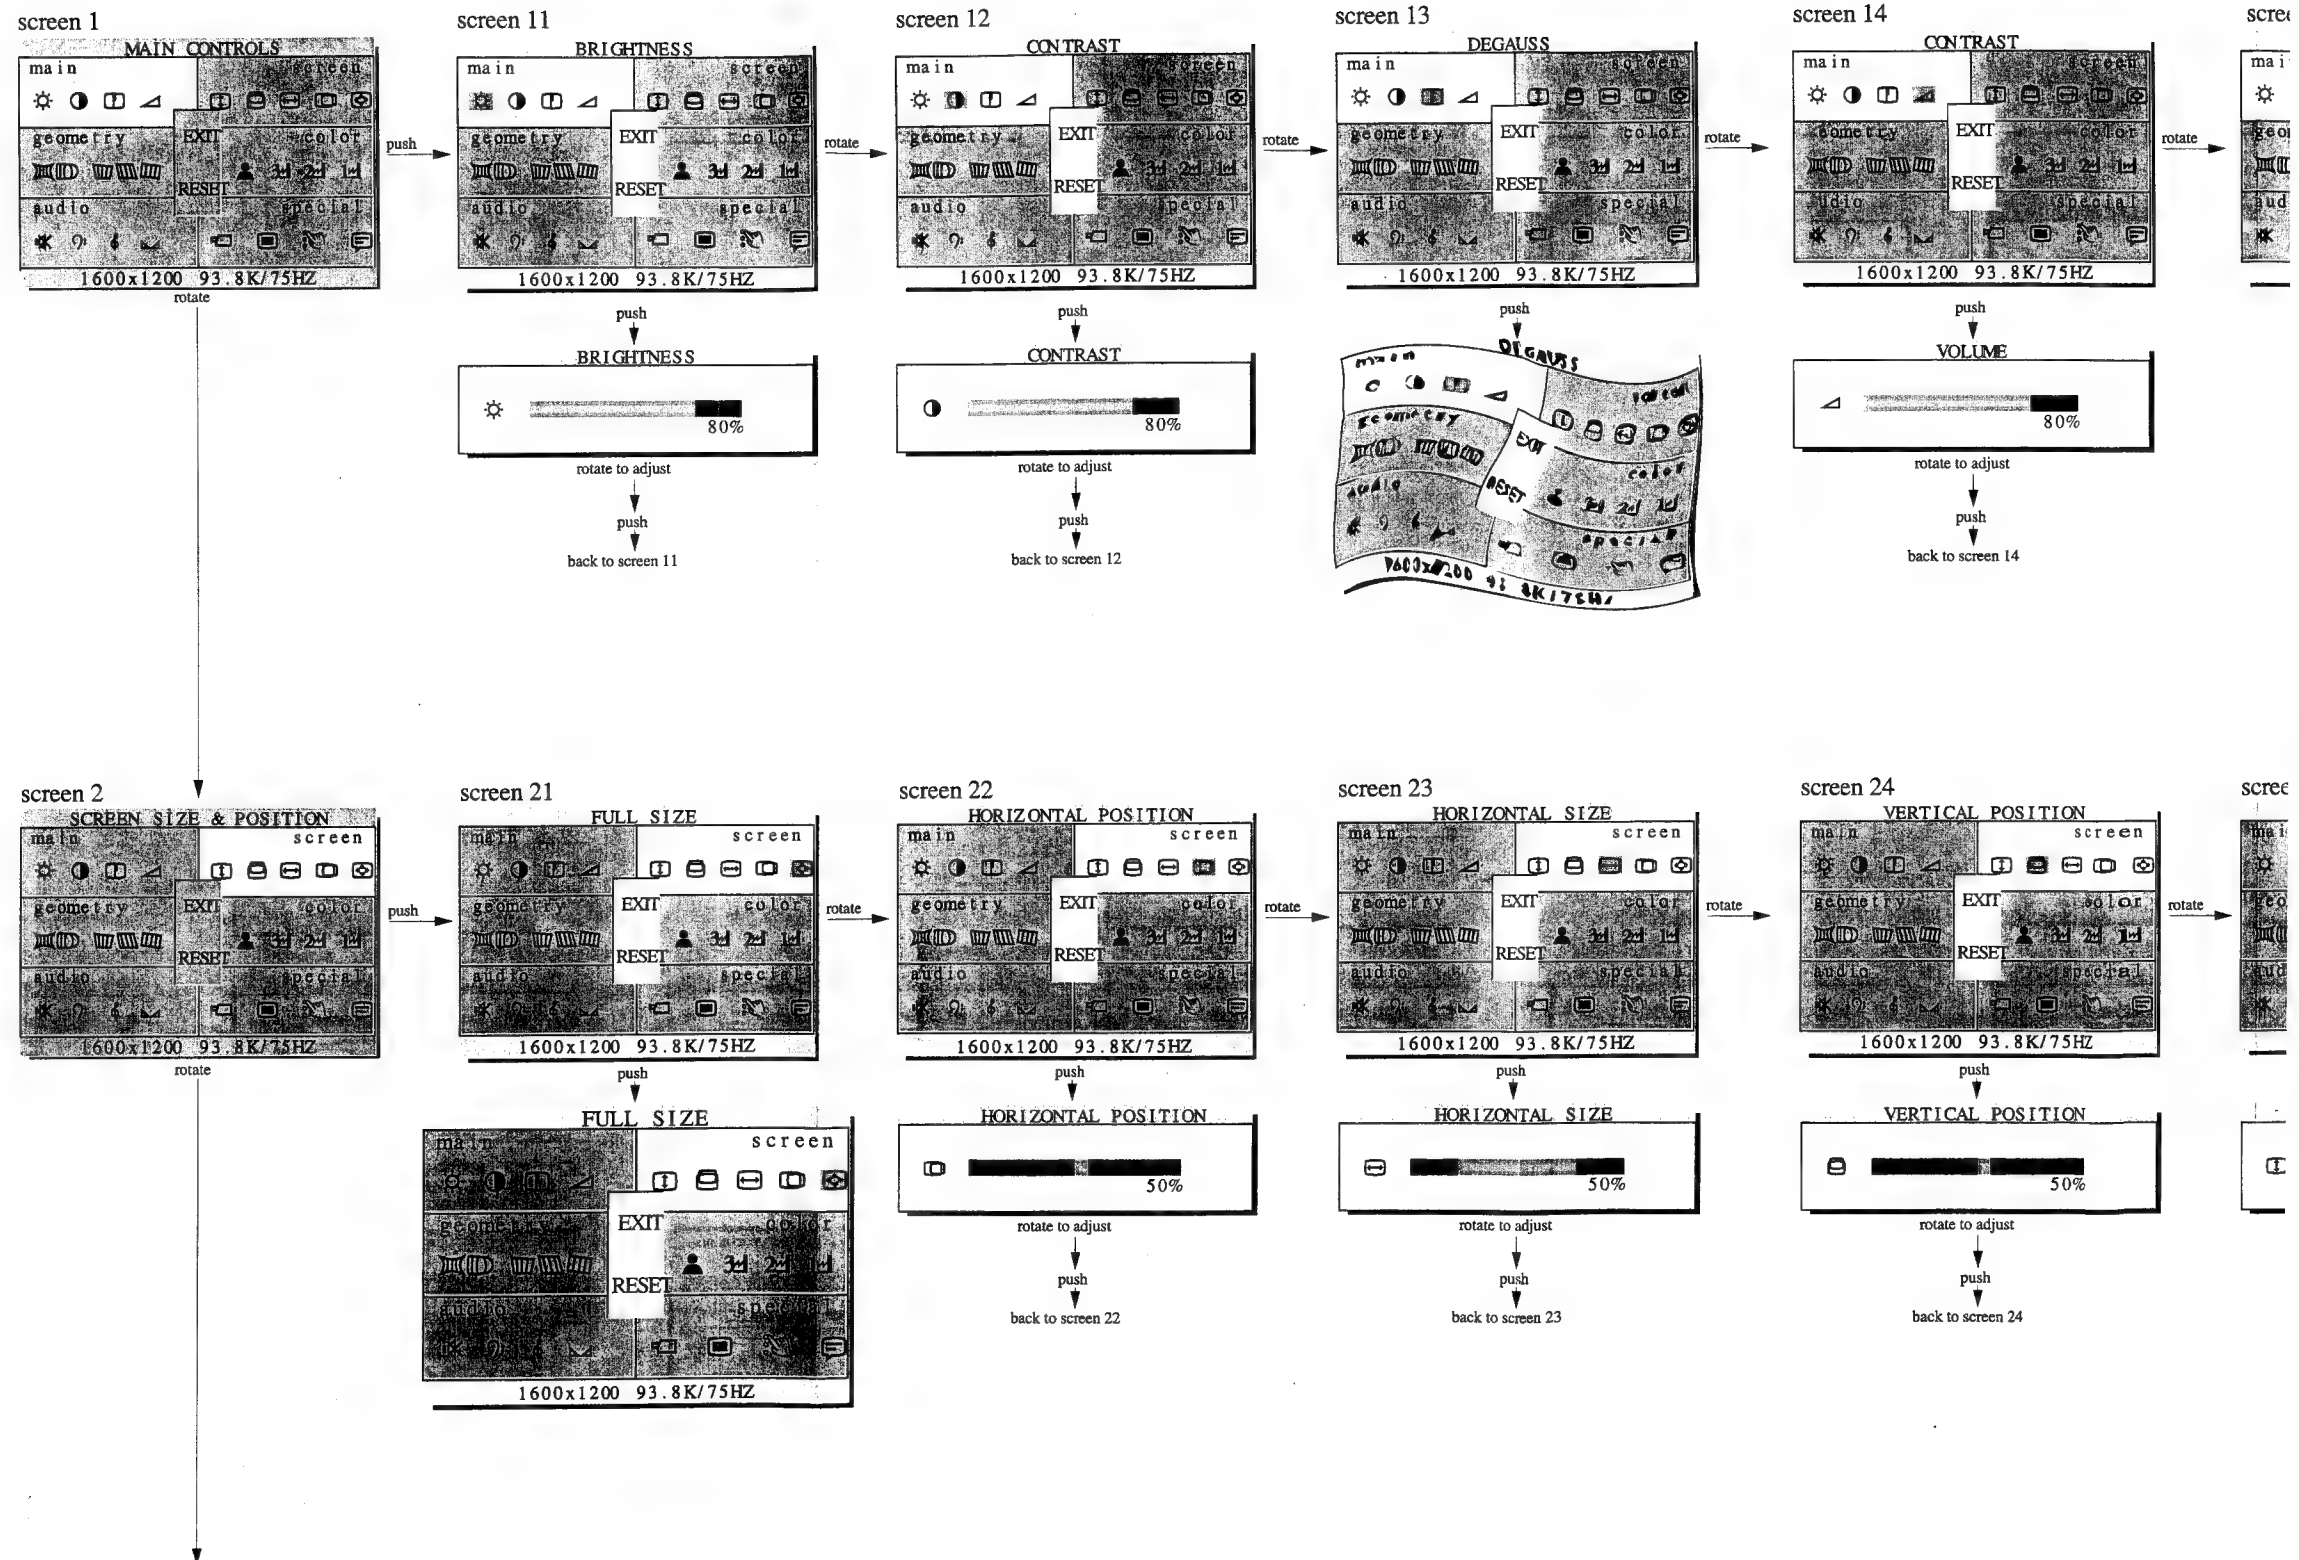 screen 1
MAIN CONTROLS
main
screen
geometry
EXIT
color
RESET
audio
special
1600x1200 93.8K/75HZ
rotate
push
screen 11
BRIGHTNESS
main
screen
geometry
EXIT
color
RESET
audio
special
1600x1200 93.8K/75HZ
push
BRIGHTNESS
80%
rotate to adjust
push
back to screen 11
rotate
screen 12
CONTRAST
main
screen
geometry
EXIT
color
RESET
audio
special
1600x1200 93.8K/75HZ
push
CONTRAST
80%
rotate to adjust
push
back to screen 12
rotate
screen 13
DEGAUSS
main
screen
geometry
EXIT
color
RESET
audio
special
1600x1200 93.8K/75HZ
push
DEGAUSS
main
geometry
EXIT
color
RESET
audio
special
rotate
screen 14
CONTRAST
main
screen
geometry
EXIT
color
RESET
audio
special
1600x1200 93.8K/75HZ
push
VOLUME
80%
rotate to adjust
push
back to screen 14
rotate
screen 2
SCREEN SIZE & POSITION
main
screen
geometry
EXIT
color
RESET
audio
special
1600x1200 93.8K/75HZ
rotate
push
screen 21
FULL SIZE
main
screen
geometry
EXIT
color
RESET
audio
special
1600x1200 93.8K/75HZ
push
FULL SIZE
main
screen
geometry
EXIT
color
RESET
audio
1600x1200 93.8K/75HZ
rotate
screen 22
HORIZONTAL POSITION
main
screen
geometry
EXIT
color
RESET
audio
special
1600x1200 93.8K/75HZ
push
HORIZONTAL POSITION
50%
rotate to adjust
push
back to screen 22
rotate
screen 23
HORIZONTAL SIZE
main
screen
geometry
EXIT
color
RESET
audio
special
1600x1200 93.8K/75HZ
push
HORIZONTAL SIZE
50%
rotate to adjust
push
back to screen 23
rotate
screen 24
VERTICAL POSITION
main
screen
geometry
EXIT
color
RESET
audio
special
1600x1200 93.8K/75HZ
push
VERTICAL POSITION
50%
rotate to adjust
push
back to screen 24
rotate